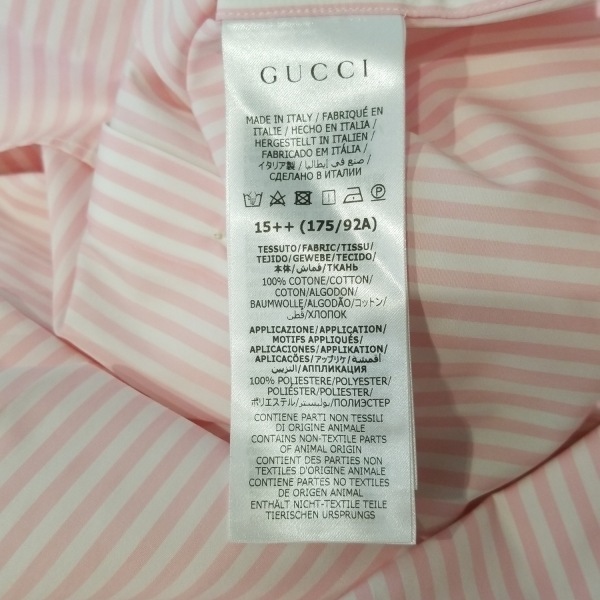 GUCCI
MADE IN ITALY / FABRIQUÉ EN
ITALIE / HECHO EN ITALIA /
HERGESTELLT IN ITALIEN /
FABRICADO EM ITÁLIA /
イタリア製 / صنع في إيطاليا /
СДЕЛАНО В ИТАЛИИ
15++ (175/92A)
TESSUTO/FABRIC/TISSU/
TEJIDO/GEWEBE/TECIDO/
本体/قماش/ТКАНЬ
100% COTONE/COTTON/
COTON/ALGODON/
BAUMWOLLE/ALGODÃO/コットン/
قطن/ХЛОПОК
APPLICAZIONE/APPLICATION/
MOTIFS APPLIQUÉS/
APLICACIONES/APPLIKATION/
APLICAÇÕES/アップリケ/أقمشة
التزيين/АППЛИКАЦИЯ
100% POLIESTERE/POLYESTER/
POLIÉSTER/POLIESTER/
ポリエステル/بوليستر/ПОЛИЭСТЕР
CONTIENE PARTI NON TESSILI
DI ORIGINE ANIMALE
CONTAINS NON-TEXTILE PARTS
OF ANIMAL ORIGIN
CONTIENT DES PARTIES NON
TEXTILES D'ORIGINE ANIMALE
CONTIENE PARTES NO TEXTILES
DE ORIGEN ANIMAL
ENTHÄLT NICHT-TEXTILE TEILE
TIERISCHEN URSPRUNGS